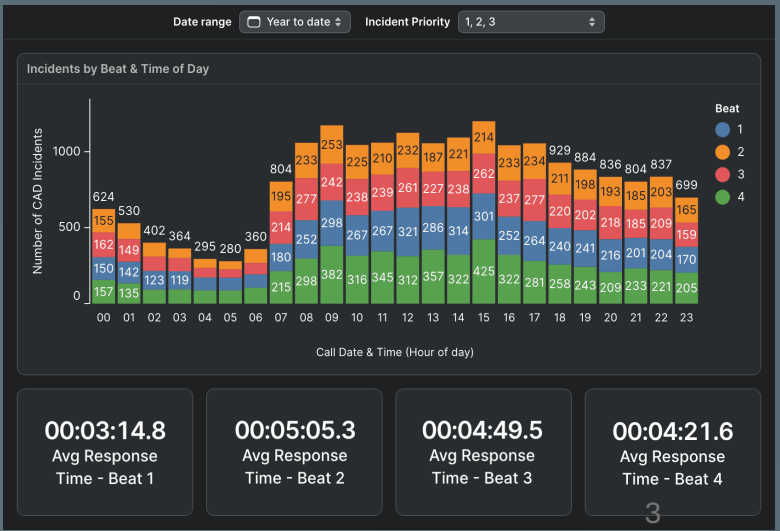 Date range Year to date Incident Priority 1, 2, 3
Incidents by Beat & Time of Day
Number of CAD Incidents
1000
500
0
624 530 402 364 295 280 360 804 929 884 836 804 837 699
155 195 233 253 225 210 232 187 221 214 233 234 211 198 193 185 203 165
162 149 214 277 242 238 239 261 227 238 262 237 277 220 202 218 185 209 159
150 142 123 119 180 252 298 267 267 321 286 314 301 252 264 240 241 216 201 204 170
157 135 215 298 382 316 345 312 357 322 425 322 281 258 243 209 233 221 205
00 01 02 03 04 05 06 07 08 09 10 11 12 13 14 15 16 17 18 19 20 21 22 23
Call Date & Time (Hour of day)
Beat
1
2
3
4
00:03:14.8
Avg Response
Time - Beat 1
00:05:05.3
Avg Response
Time - Beat 2
00:04:49.5
Avg Response
Time - Beat 3
00:04:21.6
Avg Response
Time - Beat 4
3